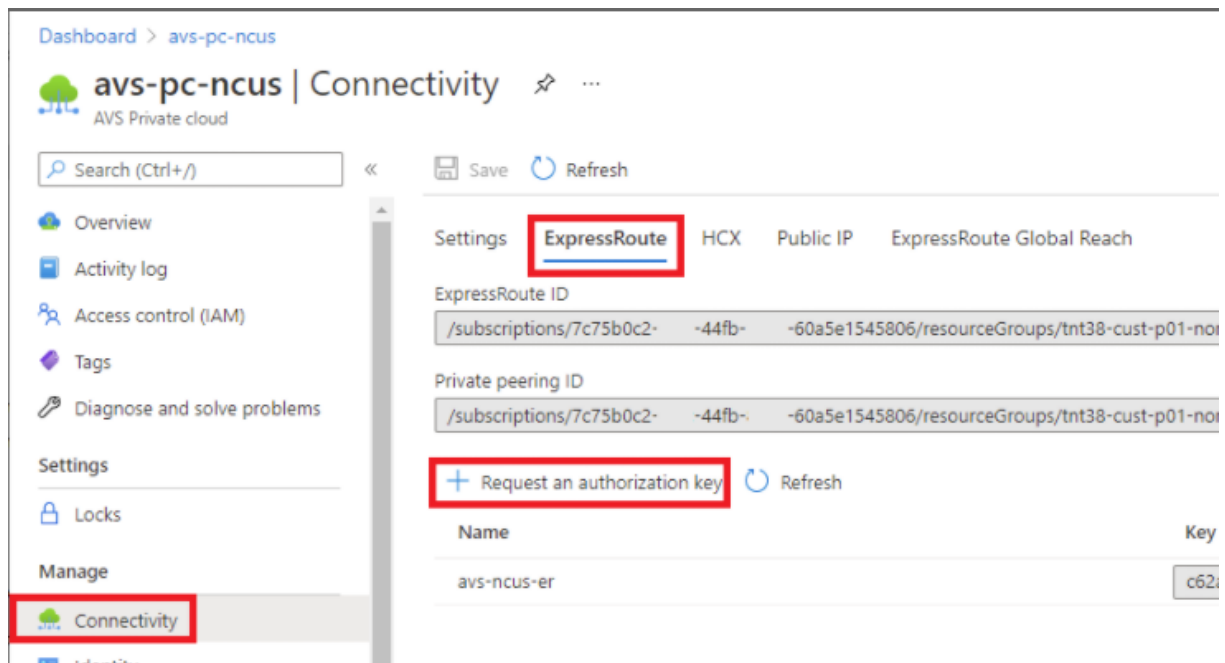 Dashboard > avs-pc-ncus
avs-pc-ncus | Connectivity ...
AVS Private cloud
Search (Ctrl+/)
«
Overview
Activity log
Access control (IAM)
Tags
Diagnose and solve problems
Settings
Locks
Manage
Connectivity
Identity
Save Refresh
Settings ExpressRoute HCX Public IP ExpressRoute Global Reach
ExpressRoute ID
/subscriptions/7c75b0c2- -44fb- -60a5e1545806/resourceGroups/tnt38-cust-p01-nor
Private peering ID
/subscriptions/7c75b0c2- -44fb- -60a5e1545806/resourceGroups/tnt38-cust-p01-nor
+ Request an authorization key Refresh
Name Key
avs-ncus-er c62a